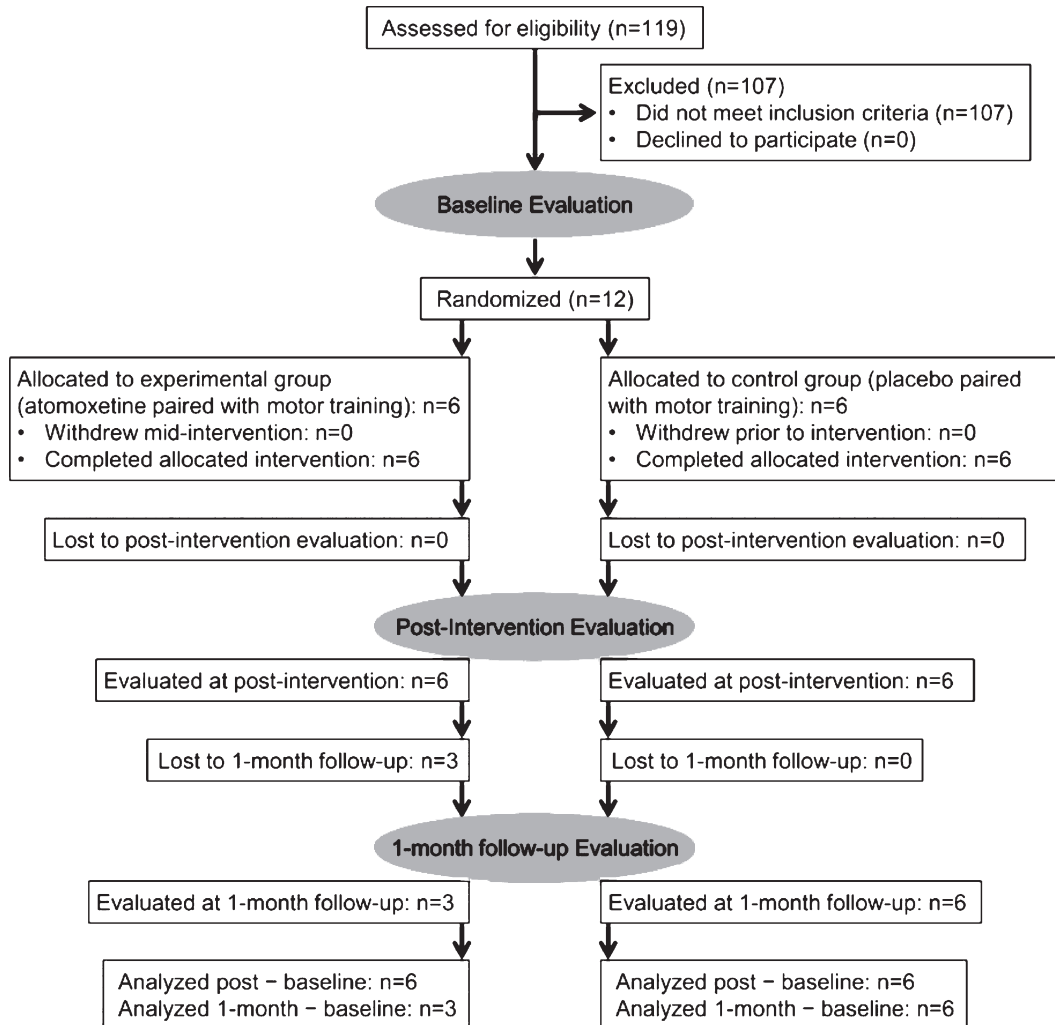 Assessed for eligibility (n=119)
Excluded (n=107)
• Did not meet inclusion criteria (n=107)
• Declined to participate (n=0)
Baseline Evaluation
Randomized (n=12)
Allocated to experimental group
(atomoxetine paired with motor training): n=6
• Withdrew mid-intervention: n=0
• Completed allocated intervention: n=6
Allocated to control group (placebo paired
with motor training): n=6
• Withdrew prior to intervention: n=0
• Completed allocated intervention: n=6
Lost to post-intervention evaluation: n=0
Lost to post-intervention evaluation: n=0
Post-Intervention Evaluation
Evaluated at post-intervention: n=6
Evaluated at post-intervention: n=6
Lost to 1-month follow-up: n=3
Lost to 1-month follow-up: n=0
1-month follow-up Evaluation
Evaluated at 1-month follow-up: n=3
Evaluated at 1-month follow-up: n=6
Analyzed post − baseline: n=6
Analyzed 1-month − baseline: n=3
Analyzed post − baseline: n=6
Analyzed 1-month − baseline: n=6